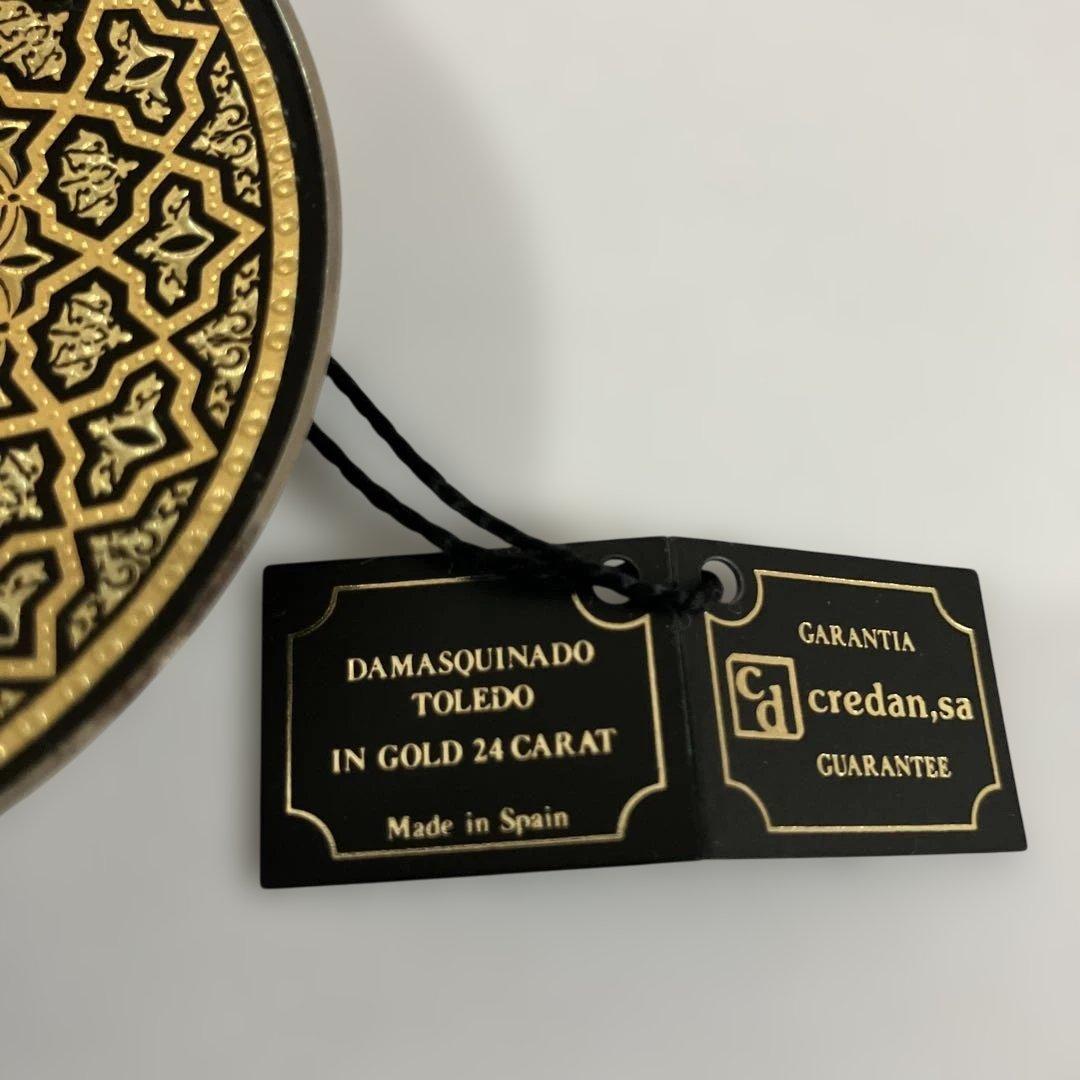 DAMASQUINADO
TOLEDO
IN GOLD 24 CARAT
Made in Spain
GARANTIA
cd credan,sa
GUARANTEE